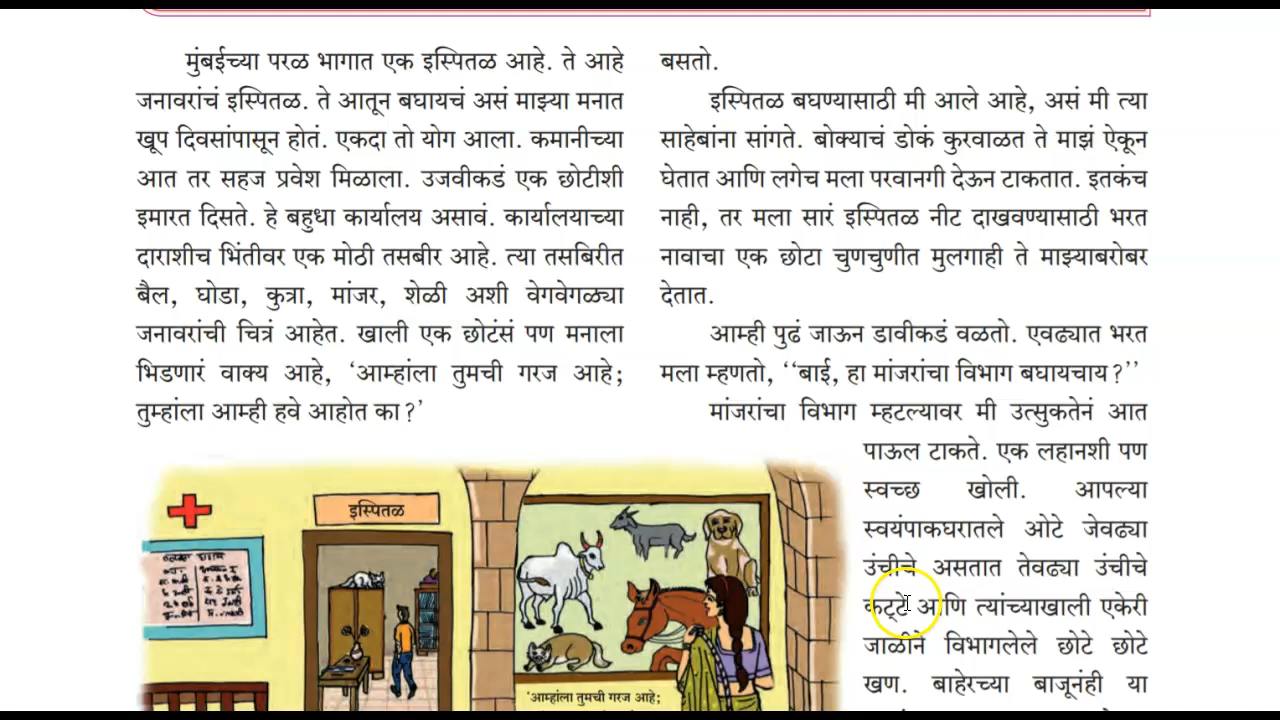 मुंबईच्या परळ भागात एक इस्पितळ आहे. ते आहे
जनावरांचं इस्पितळ. ते आतून बघायचं असं माझ्या मनात
खूप दिवसांपासून होतं. एकदा तो योग आला. कमानीच्या
आत तर सहज प्रवेश मिळाला. उजवीकडं एक छोटीशी
इमारत दिसते. हे बहुधा कार्यालय असावं. कार्यालयाच्या
दाराशीच भिंतीवर एक मोठी तसबीर आहे. त्या तसबिरीत
बैल, घोडा, कुत्रा, मांजर, शेळी अशी वेगवेगळ्या
जनावरांची चित्रं आहेत. खाली एक छोटंसं पण मनाला
भिडणारं वाक्य आहे, ‘आम्हांला तुमची गरज आहे;
तुम्हांला आम्ही हवे आहोत का?’
इस्पितळ
‘आम्हांला तुमची गरज आहे;
बसतो.
इस्पितळ बघण्यासाठी मी आले आहे, असं मी त्या
साहेबांना सांगते. बोक्याचं डोकं कुरवाळत ते माझं ऐकून
घेतात आणि लगेच मला परवानगी देऊन टाकतात. इतकंच
नाही, तर मला सारं इस्पितळ नीट दाखवण्यासाठी भरत
नावाचा एक छोटा चुणचुणीत मुलगाही ते माझ्याबरोबर
देतात.
आम्ही पुढं जाऊन डावीकडं वळतो. एवढ्यात भरत
मला म्हणतो, ‘‘बाई, हा मांजरांचा विभाग बघायचाय?’’
मांजरांचा विभाग म्हटल्यावर मी उत्सुकतेनं आत
पाऊल टाकते. एक लहानशी पण
स्वच्छ खोली. आपल्या
स्वयंपाकघरातले ओटे जेवढ्या
उंचीचे असतात तेवढ्या उंचीचे
कट्टे आणि त्यांच्याखाली एकेरी
जाळीने विभागलेले छोटे छोटे
खण. बाहेरच्या बाजूनंही या